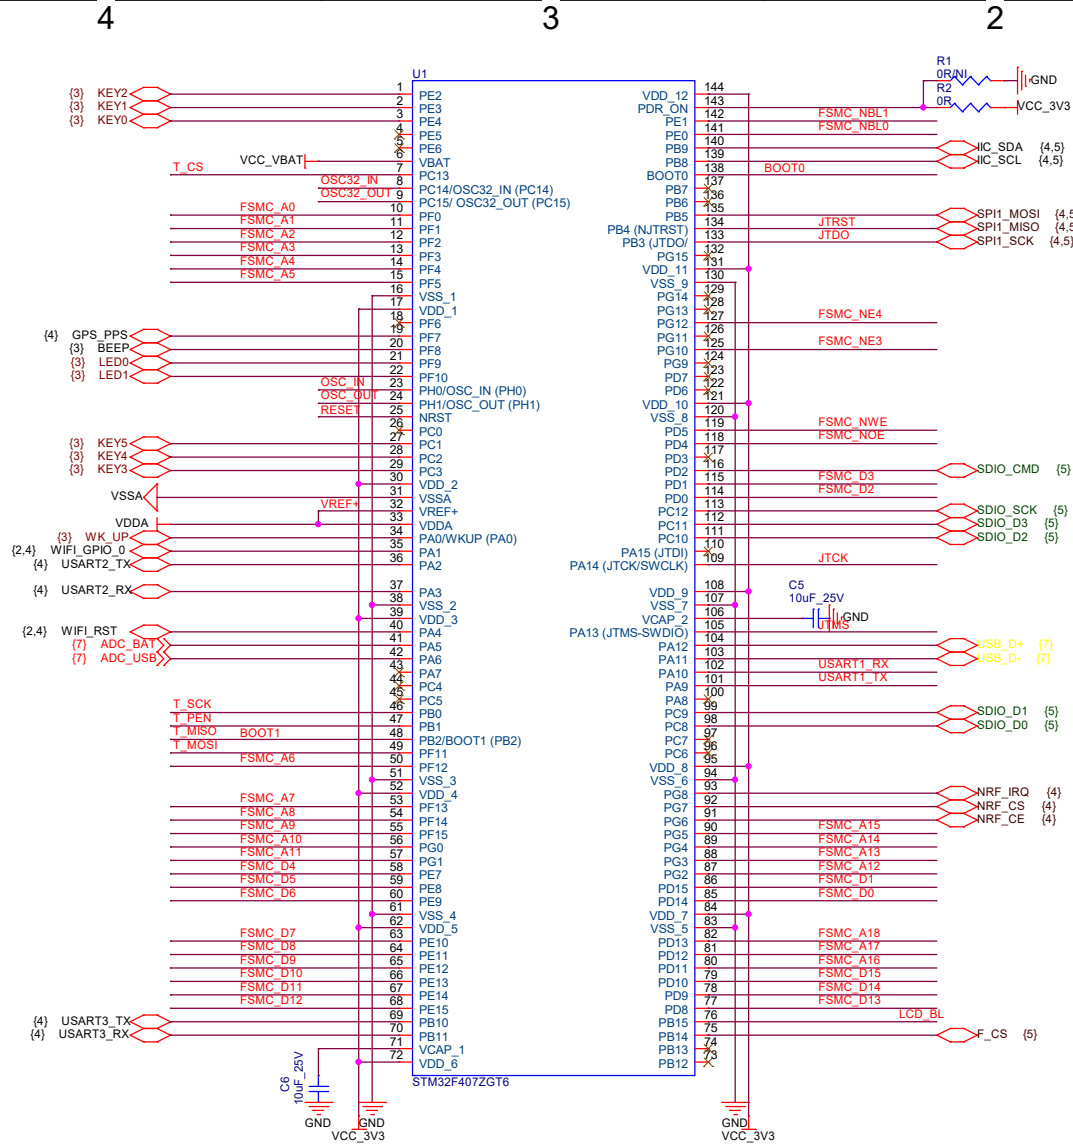 4 3 2
U1
{3} KEY2 1 PE2
{3} KEY1 2 PE3
{3} KEY0 3 PE4
4 PE5
5 PE6
VCC_VBAT 6 VBAT
T_CS 7 PC13
OSC32_IN 8 PC14/OSC32_IN (PC14)
OSC32_OUT 9 PC15/ OSC32_OUT (PC15)
FSMC_A0 10 PF0
FSMC_A1 11 PF1
FSMC_A2 12 PF2
FSMC_A3 13 PF3
FSMC_A4 14 PF4
FSMC_A5 15 PF5
16 VSS_1
17 VDD_1
18 PF6
{4} GPS_PPS 19 PF7
{3} BEEP 20 PF8
{3} LED0 21 PF9
{3} LED1 22 PF10
OSC_IN 23 PH0/OSC_IN (PH0)
OSC_OUT 24 PH1/OSC_OUT (PH1)
RESET 25 NRST
26 PC0
{3} KEY5 27 PC1
{3} KEY4 28 PC2
{3} KEY3 29 PC3
30 VDD_2
VSSA 31 VSSA
VREF+ 32 VREF+
VDDA 33 VDDA
{3} WK_UP 34 PA0/WKUP (PA0)
{2,4} WIFI_GPIO_0 35 PA1
{4} USART2_TX 36 PA2
{4} USART2_RX 37 PA3
38 VSS_2
39 VDD_3
{2,4} WIFI_RST 40 PA4
{7} ADC_BAT 41 PA5
{7} ADC_USB 42 PA6
43 PA7
44 PC4
45 PC5
T_SCK 46 PB0
T_PEN 47 PB1
T_MISO BOOT1 48 PB2/BOOT1 (PB2)
T_MOSI 49 PF11
FSMC_A6 50 PF12
51 VSS_3
52 VDD_4
FSMC_A7 53 PF13
FSMC_A8 54 PF14
FSMC_A9 55 PF15
FSMC_A10 56 PG0
FSMC_A11 57 PG1
FSMC_D4 58 PE7
FSMC_D5 59 PE8
FSMC_D6 60 PE9
61 VSS_4
62 VDD_5
FSMC_D7 63 PE10
FSMC_D8 64 PE11
FSMC_D9 65 PE12
FSMC_D10 66 PE13
FSMC_D11 67 PE14
FSMC_D12 68 PE15
{4} USART3_TX 69 PB10
{4} USART3_RX 70 PB11
71 VCAP_1
72 VDD_6
STM32F407ZGT6
C6
10uF_25V
GND
GND
VCC_3V3
R1
0R/NI
GND
R2
0R
VCC_3V3
VDD_12 144
PDR_ON 143
PE1 142 FSMC_NBL1
PE0 141 FSMC_NBL0
PB9 140 IIC_SDA {4,5}
PB8 139 IIC_SCL {4,5}
BOOT0 138 BOOT0
PB7 137
PB6 136
PB5 135 SPI1_MOSI {4,5
PB4 (NJTRST) 134 JTRST SPI1_MISO {4,5
PB3 (JTDO/ 133 JTDO SPI1_SCK {4,5
PG15 132
VDD_11 131
VSS_9 130
PG14 129
PG13 128
PG12 127 FSMC_NE4
PG11 126
PG10 125 FSMC_NE3
PG9 124
PD7 123
PD6 122
VDD_10 121
VSS_8 120
PD5 119 FSMC_NWE
PD4 118 FSMC_NOE
PD3 117
PD2 116 SDIO_CMD {5}
PD1 115 FSMC_D3
PD0 114 FSMC_D2
PC12 113 SDIO_SCK {5}
PC11 112 SDIO_D3 {5}
PC10 111 SDIO_D2 {5}
PA15 (JTDI) 110
PA14 (JTCK/SWCLK) 109 JTCK
VDD_9 108
VSS_7 107
C5
10uF_25V
VCAP_2 106 GND
PA13 (JTMS-SWDIO) 105 JTMS
PA12 104 USB_D+ {7}
PA11 103 USB_D- {7}
PA10 102 USART1_RX
PA9 101 USART1_TX
PA8 100
PC9 99 SDIO_D1 {5}
PC8 98 SDIO_D0 {5}
PC7 97
PC6 96
VDD_8 95
VSS_6 94
PG8 93 NRF_IRQ {4}
PG7 92 NRF_CS {4}
PG6 91 NRF_CE {4}
PG5 90 FSMC_A15
PG4 89 FSMC_A14
PG3 88 FSMC_A13
PG2 87 FSMC_A12
PD15 86 FSMC_D1
PD14 85 FSMC_D0
VDD_7 84
VSS_5 83
PD13 82 FSMC_A18
PD12 81 FSMC_A17
PD11 80 FSMC_A16
PD10 79 FSMC_D15
PD9 78 FSMC_D14
PD8 77 FSMC_D13
PB15 76 LCD_BL
PB14 75 F_CS {5}
PB13 74
PB12 73
GND
VCC_3V3